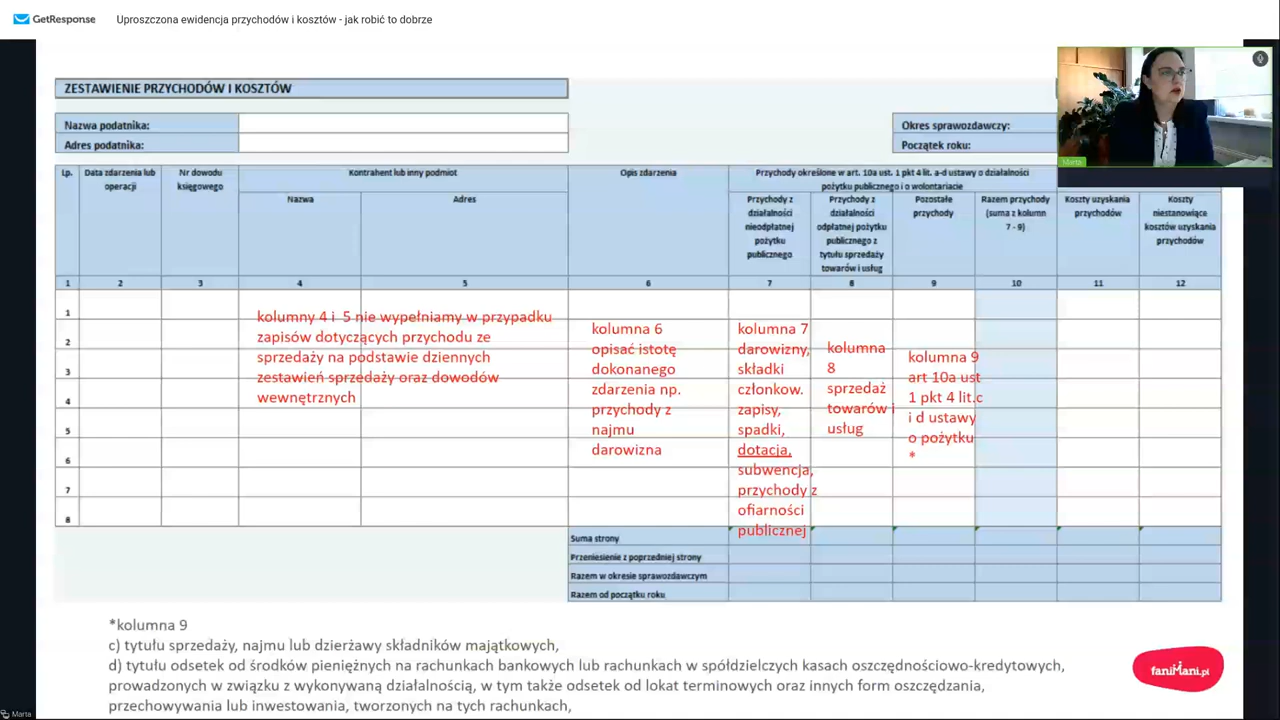 GetResponse
Uproszczona ewidencja przychodów i kosztów - jak robić to dobrze
ZESTAWIENIE PRZYCHODÓW I KOSZTÓW
Nazwa podatnika:
Adres podatnika:
Okres sprawozdawczy:
Początek roku:
Marta
Lp.
Data zdarzenia lub
operacji
Nr dowodu
księgowego
Kontrahent lub inny podmiot
Nazwa
Adres
Opis zdarzenia
Przychody określone w art. 10a ust. 1 pkt 4 lit. a-d ustawy o działalności
pożytku publicznego i o wolontariacie
Przychody z
działalności
nieodpłatnej
pożytku
publicznego
Przychody z
działalności
odpłatnej pożytku
publicznego z
tytułu sprzedaży
towarów i usług
Pozostałe
przychody
Razem przychody
(suma z kolumn
7 - 9)
Koszty uzyskania
przychodów
Koszty
niestanowiące
kosztów uzyskania
przychodów
1 2 3 4 5 6 7 8 9 10 11 12
1
2
3
4
5
6
7
8
kolumny 4 i 5 nie wypełniamy w przypadku
zapisów dotyczących przychodu ze
sprzedaży na podstawie dziennych
zestawień sprzedaży oraz dowodów
wewnętrznych
kolumna 6
opisać istotę
dokonanego
zdarzenia np.
przychody z
najmu
darowizna
kolumna 7
darowizny,
składki
członkow.
zapisy,
spadki,
dotacja,
subwencja,
przychody z
ofiarności
publicznej
kolumna
8
sprzedaż
towarów i
usług
kolumna 9
art 10a ust
1 pkt 4 lit.c
i d ustawy
o pożytku
*
Suma strony
Przeniesienie z poprzedniej strony
Razem w okresie sprawozdawczym
Razem od początku roku
*kolumna 9
c) tytułu sprzedaży, najmu lub dzierżawy składników majątkowych,
d) tytułu odsetek od środków pieniężnych na rachunkach bankowych lub rachunkach w spółdzielczych kasach oszczędnościowo-kredytowych,
prowadzonych w związku z wykonywaną działalnością, w tym także odsetek od lokat terminowych oraz innych form oszczędzania,
przechowywania lub inwestowania, tworzonych na tych rachunkach,
faniMani.pl
Marta